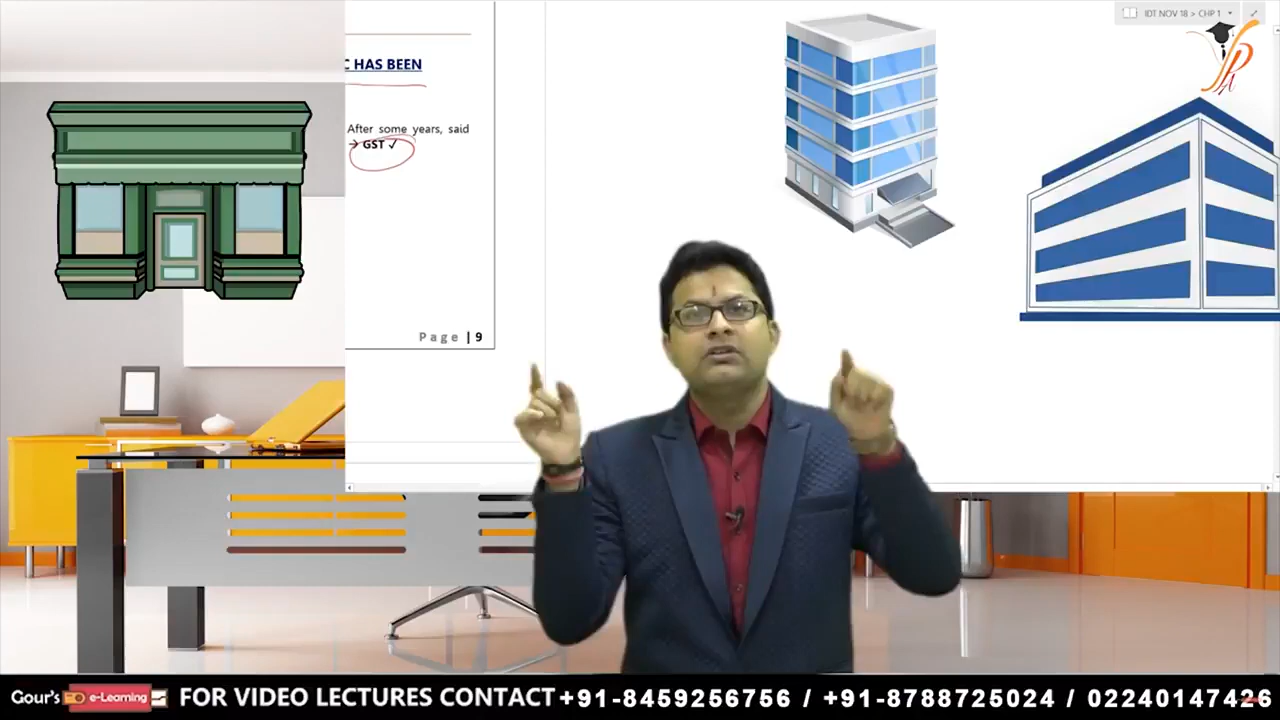 IDT NOV 18 > CHP 1
C HAS BEEN
After some years, said
→ GST ✓
Page | 9
Gour's e-Learning FOR VIDEO LECTURES CONTACT +91-8459256756 / +91-8788725024 / 02240147426